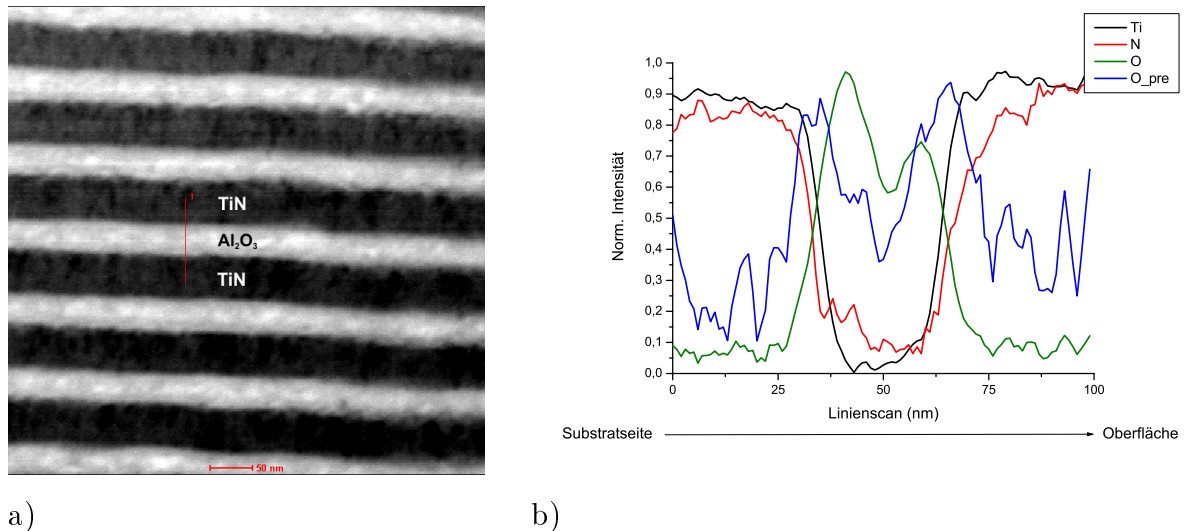 TiN
Al₂O₃
TiN
50 nm
a)
Ti
N
O
O_pre
1,0
0,9
0,8
0,7
0,6
0,5
0,4
0,3
0,2
0,1
0,0
Norm. Intensität
0 25 50 75 100
Linienscan (nm)
Substratseite Oberfläche
b)